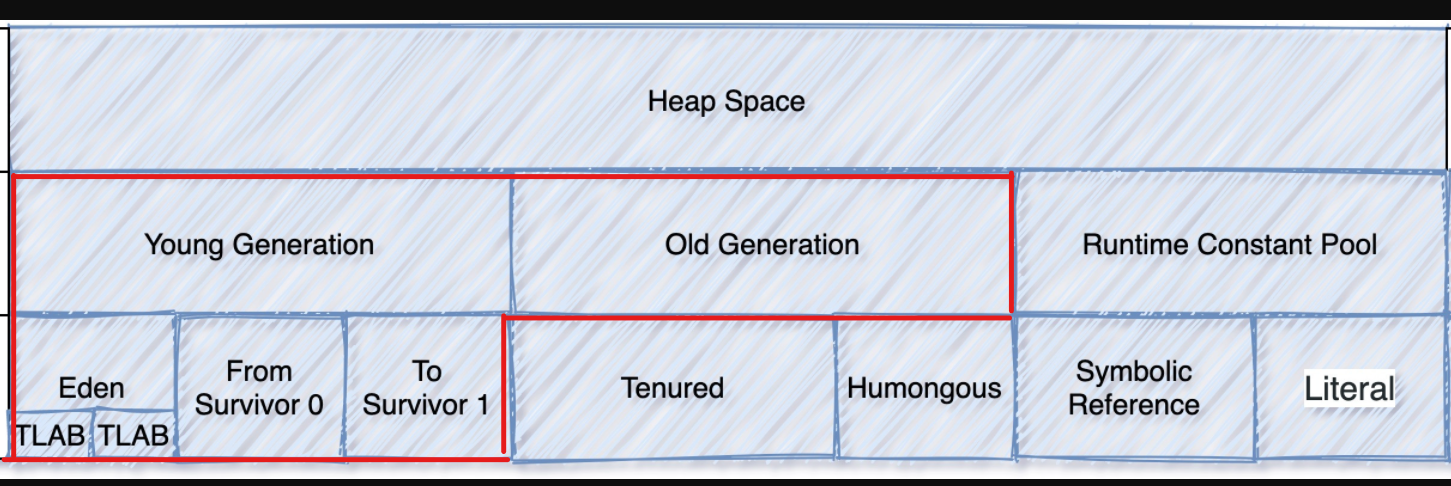 Heap Space
Young Generation
Old Generation
Runtime Constant Pool
Eden
TLAB
TLAB
From
Survivor 0
To
Survivor 1
Tenured
Humongous
Symbolic
Reference
Literal